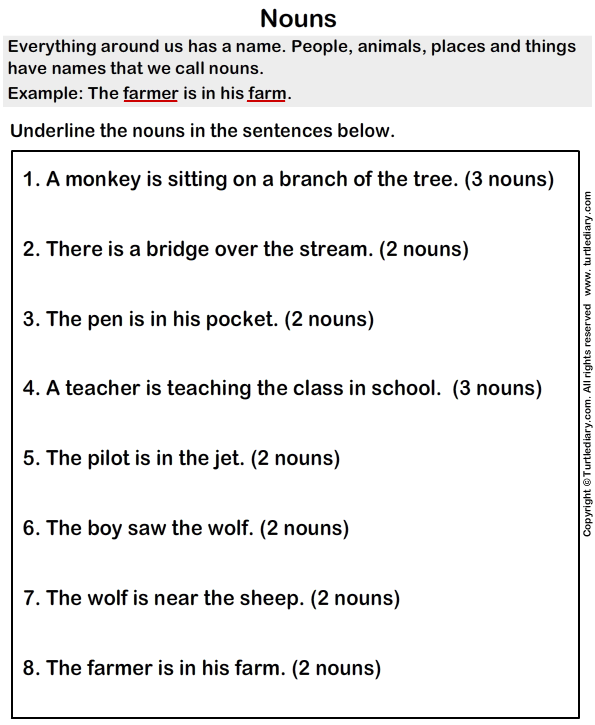 Nouns
Everything around us has a name. People, animals, places and things
have names that we call nouns.
Example: The farmer is in his farm.
Underline the nouns in the sentences below.
1. A monkey is sitting on a branch of the tree. (3 nouns)
2. There is a bridge over the stream. (2 nouns)
3. The pen is in his pocket. (2 nouns)
4. A teacher is teaching the class in school.  (3 nouns)
5. The pilot is in the jet. (2 nouns)
6. The boy saw the wolf. (2 nouns)
7. The wolf is near the sheep. (2 nouns)
8. The farmer is in his farm. (2 nouns)
Copyright © Turtlediary.com. All rights reserved   www. turtlediary.com